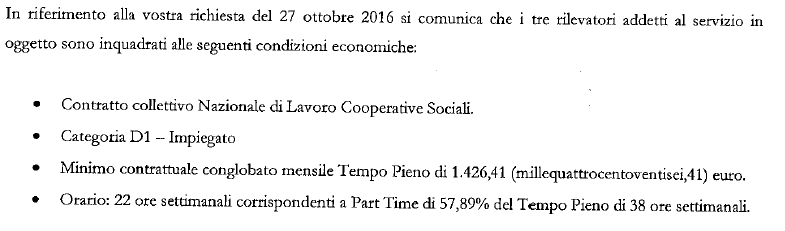 In riferimento alla vostra richiesta del 27 ottobre 2016 si comunica che i tre rilevatori addetti al servizio in
oggetto sono inquadrati alle seguenti condizioni economiche:
• Contratto collettivo Nazionale di Lavoro Cooperative Sociali.
• Categoria D1 – Impiegato
• Minimo contrattuale conglobato mensile Tempo Pieno di 1.426,41 (millequattrocentoventisei,41) euro.
• Orario: 22 ore settimanali corrispondenti a Part Time di 57,89% del Tempo Pieno di 38 ore settimanali.